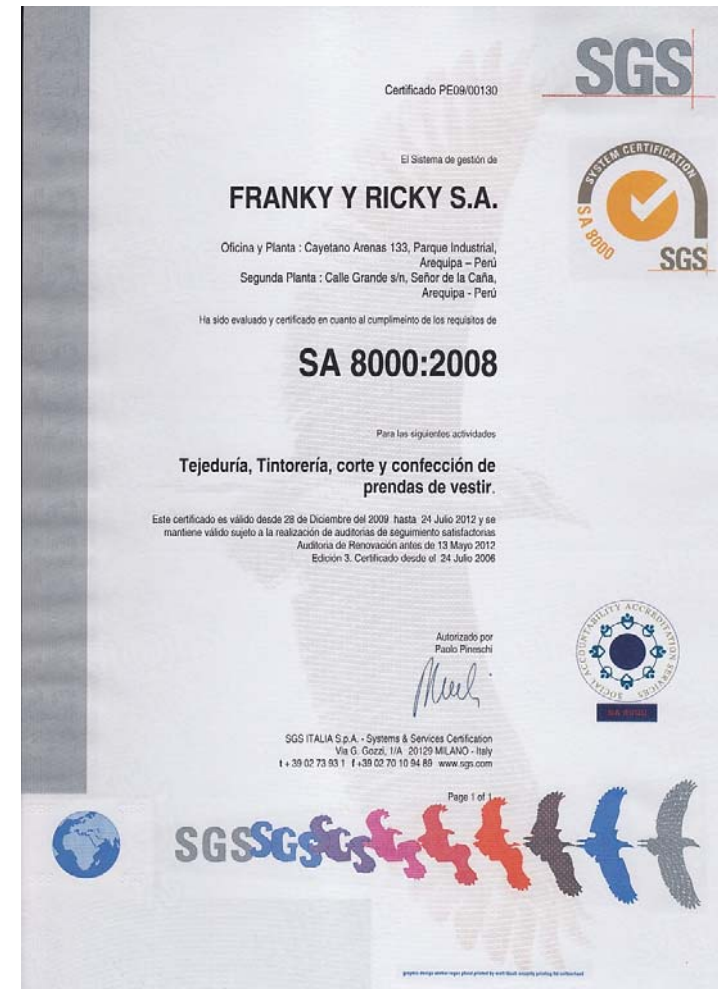 SGS
Certificado PE09/00130
El Sistema de gestión de
FRANKY Y RICKY S.A.
SYSTEM CERTIFICATION
SA 8000
SGS
Oficina y Planta : Cayetano Arenas 133, Parque Industrial,
Arequipa – Perú
Segunda Planta : Calle Grande s/n, Señor de la Caña,
Arequipa - Perú
Ha sido evaluado y certificado en cuanto al cumplimeinto de los requisitos de
SA 8000:2008
Para las siguientes actividades
Tejeduría, Tintorería, corte y confección de
prendas de vestir.
Este certificado es válido desde 28 de Diciembre del 2009 hasta 24 Julio 2012 y se
mantiene válido sujeto a la realización de auditorias de seguimiento satisfactorias
Auditoria de Renovación antes de 13 Mayo 2012
Edición 3. Certificado desde el 24 Julio 2006
SOCIAL ACCOUNTABILITY ACCREDITATION SERVICES
SA 8000
Autorizado por
Paolo Pineschi
SGS ITALIA S.p.A. - Systems & Services Certification
Via G. Gozzi, 1/A 20129 MILANO - Italy
t + 39 02 73 93 1 f +39 02 70 10 94 89 www.sgs.com
Page 1 of 1
SGSSGSSGS